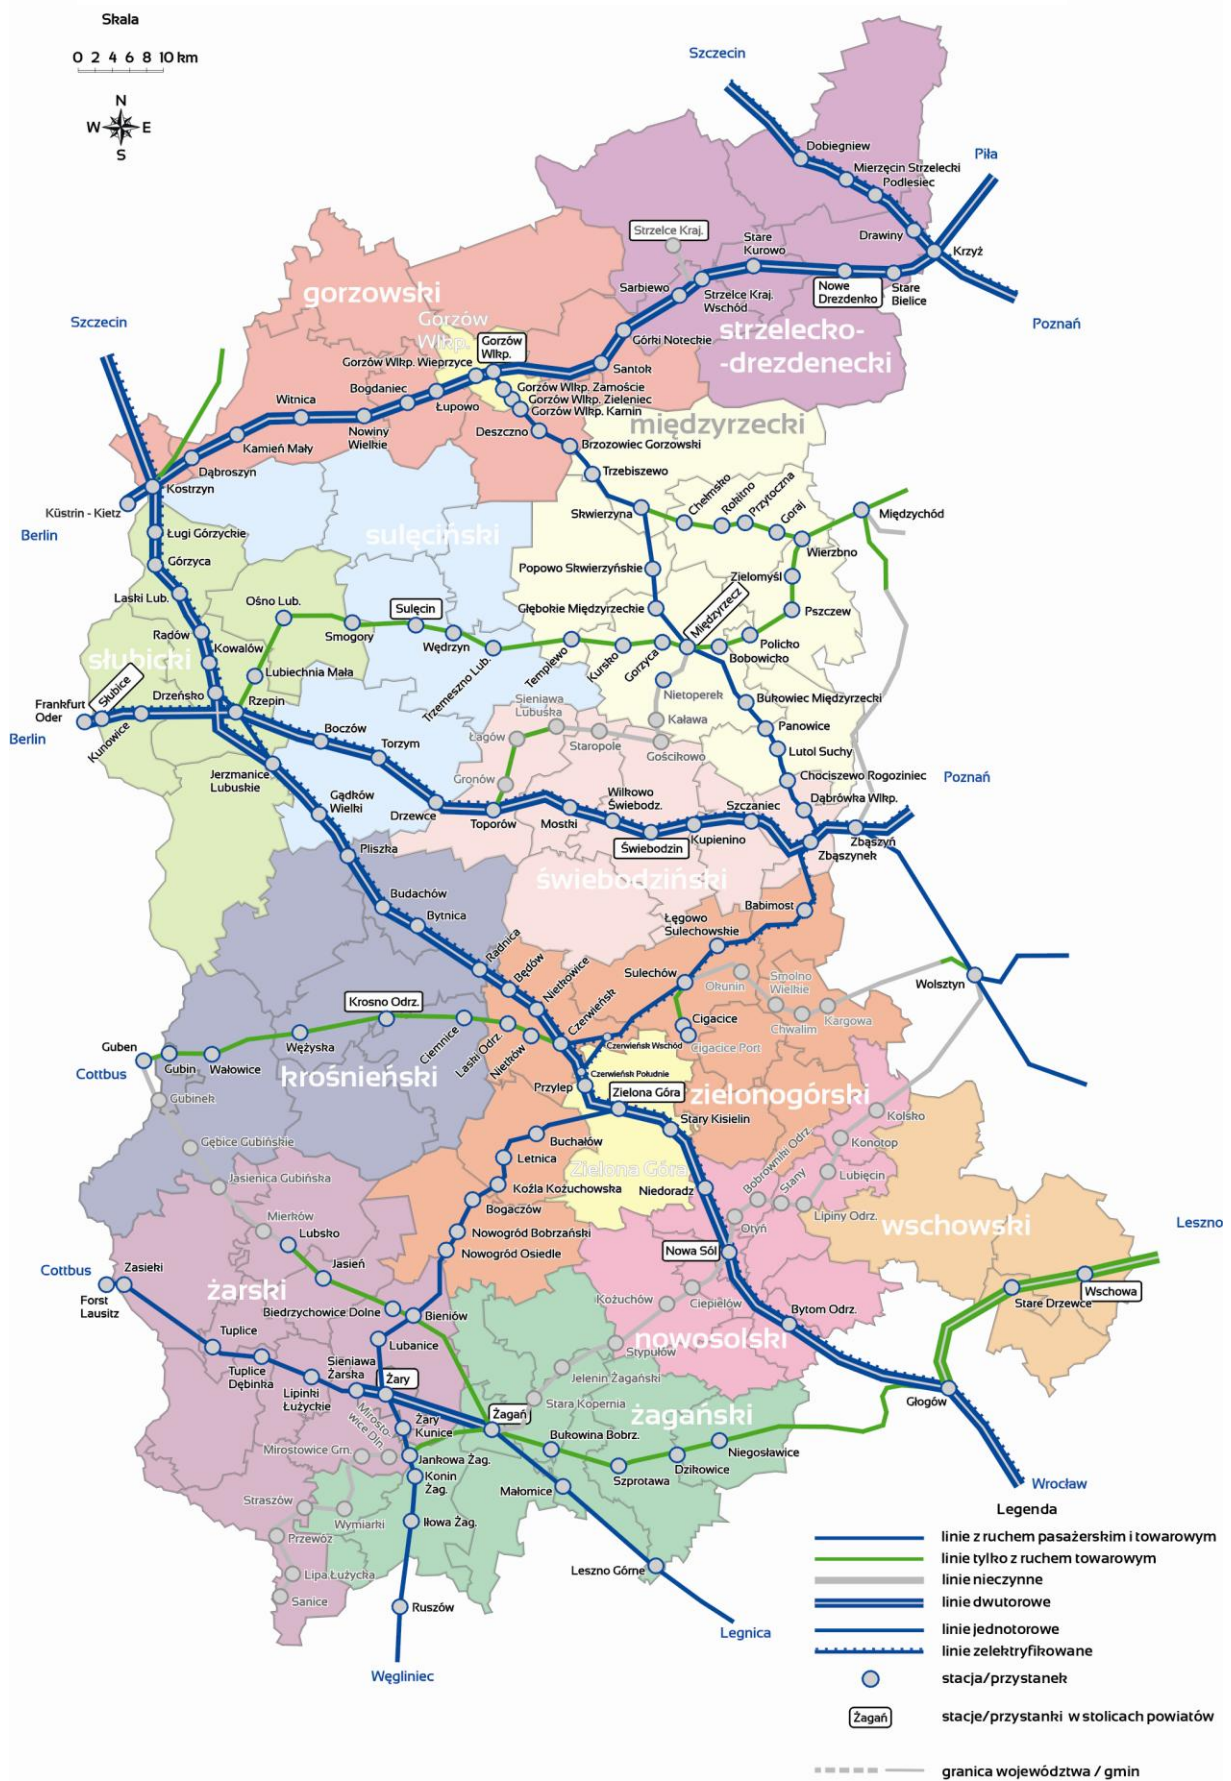 Skala
0 2 4 6 8 10 km
N
W E
S
Szczecin
Dobiegniew
Mierzęcin Strzelecki
Podlesiec
Piła
Strzelce Kraj.
Stare
Kurowo
Drawiny
Krzyż
Sarbiewo
Strzelce Kraj.
Wschód
Nowe
Drezdenko
Stare
Bielice
gorzowski
Gorzów
Wlkp.
Szczecin
Gorzów
Wlkp.
Górki Noteckie
strzelecko-
-drezdenecki
Poznań
Gorzów Wlkp. Wieprzyce
Santok
Bogdaniec
Gorzów Wlkp. Zamoście
Gorzów Wlkp. Zieleniec
Gorzów Wlkp. Karnin
Witnica
Łupowo
Nowiny
Wielkie
Deszczno
międzyrzecki
Kamień Mały
Brzozowiec Gorzowski
Dąbroszyn
Trzebiszewo
Kostrzyn
Küstrin - Kietz
Berlin
Skwierzyna
Chełmsko
Rokitno
Przytoczna
Goraj
Międzychód
Ługi Górzyckie
sulęciński
Wierzbno
Górzyca
Popowo Skwierzyńskie
Zielomyśl
Laski Lub.
Ośno Lub.
Sulęcin
Głębokie Międzyrzeckie
Międzyrzecz
Pszczew
Radów
Smogory
Wędrzyn
Policko
Kowalów
Bobowicko
słubicki
Lubiechnia Mała
Trzemeszno Lub.
Templewo
Kursko
Gorzyca
Nietoperek
Bukowiec Międzyrzecki
Frankfurt
Oder
Słubice
Drzeńsko
Rzepin
Sieniawa
Lubuska
Kaława
Panowice
Berlin
Kunowice
Boczów
Torzym
Łagów
Staropole
Gościkowo
Lutol Suchy
Jerzmanice
Lubuskie
Gronów
Chociszewo Rogoziniec
Poznań
Gądków
Wielki
Drzewce
Toporów
Mostki
Wilkowo
Świebodz.
Szczaniec
Dąbrówka Wlkp.
Świebodzin
Kupienino
Zbąszyń
Zbąszynek
Pliszka
świebodziński
Budachów
Bytnica
Babimost
Łęgowo
Sulechowskie
Radnica
Będów
Nietkowice
Sulechów
Okunin
Smolno
Wielkie
Wolsztyn
Krosno Odrz.
Czerwieńsk
Cigacice
Chwalim
Kargowa
Guben
Gubin
Wałowice
Wężyska
Ciemnice
Laski Odrz.
Nietków
Czerwieńsk Wschód
Cigacice Port
Cottbus
krośnieński
Czerwieńsk Południe
Przylep
Zielona Góra
zielonogórski
Gubinek
Stary Kisielin
Kolsko
Gębice Gubińskie
Buchałów
Konotop
Letnica
Zielona Góra
Bobrowniki Odrz.
Stany
Lubięcin
Jasienica Gubińska
Koźla Kożuchowska
Niedoradz
Bogaczów
Otyń
Lipiny Odrz.
wschowski
Leszno
Mierków
Nowogród Bobrzański
Lubsko
Nowogród Osiedle
Nowa Sól
Cottbus
Zasieki
Jasień
Forst
Lausitz
żarski
Wschowa
Kożuchów
Ciepielów
Stare Drzewce
Biedrzychowice Dolne
Bieniów
Bytom Odrz.
Tuplice
Lubanice
nowosolski
Stypułów
Tuplice
Dębinka
Sieniawa
Żarska
Żary
Jelenin Żagański
Lipinki
Łużyckie
Głogów
Mirosto-
wice Dln.
Żagań
Stara Kopernia
Żary
Kunice
żagański
Mirostowice Grn.
Bukowina Bobrz.
Niegosławice
Jankowa Żag.
Dzikowice
Konin
Żag.
Szprotawa
Wrocław
Małomice
Straszów
Wymiarki
Iłowa Żag.
Przewóz
Leszno Górne
Lipa Łużycka
Sanice
Ruszów
Legnica
Węgliniec
Legenda
linie z ruchem pasażerskim i towarowym
linie tylko z ruchem towarowym
linie nieczynne
linie dwutorowe
linie jednotorowe
linie zelektryfikowane
stacja/przystanek
Żagań stacje/przystanki w stolicach powiatów
granica województwa / gmin